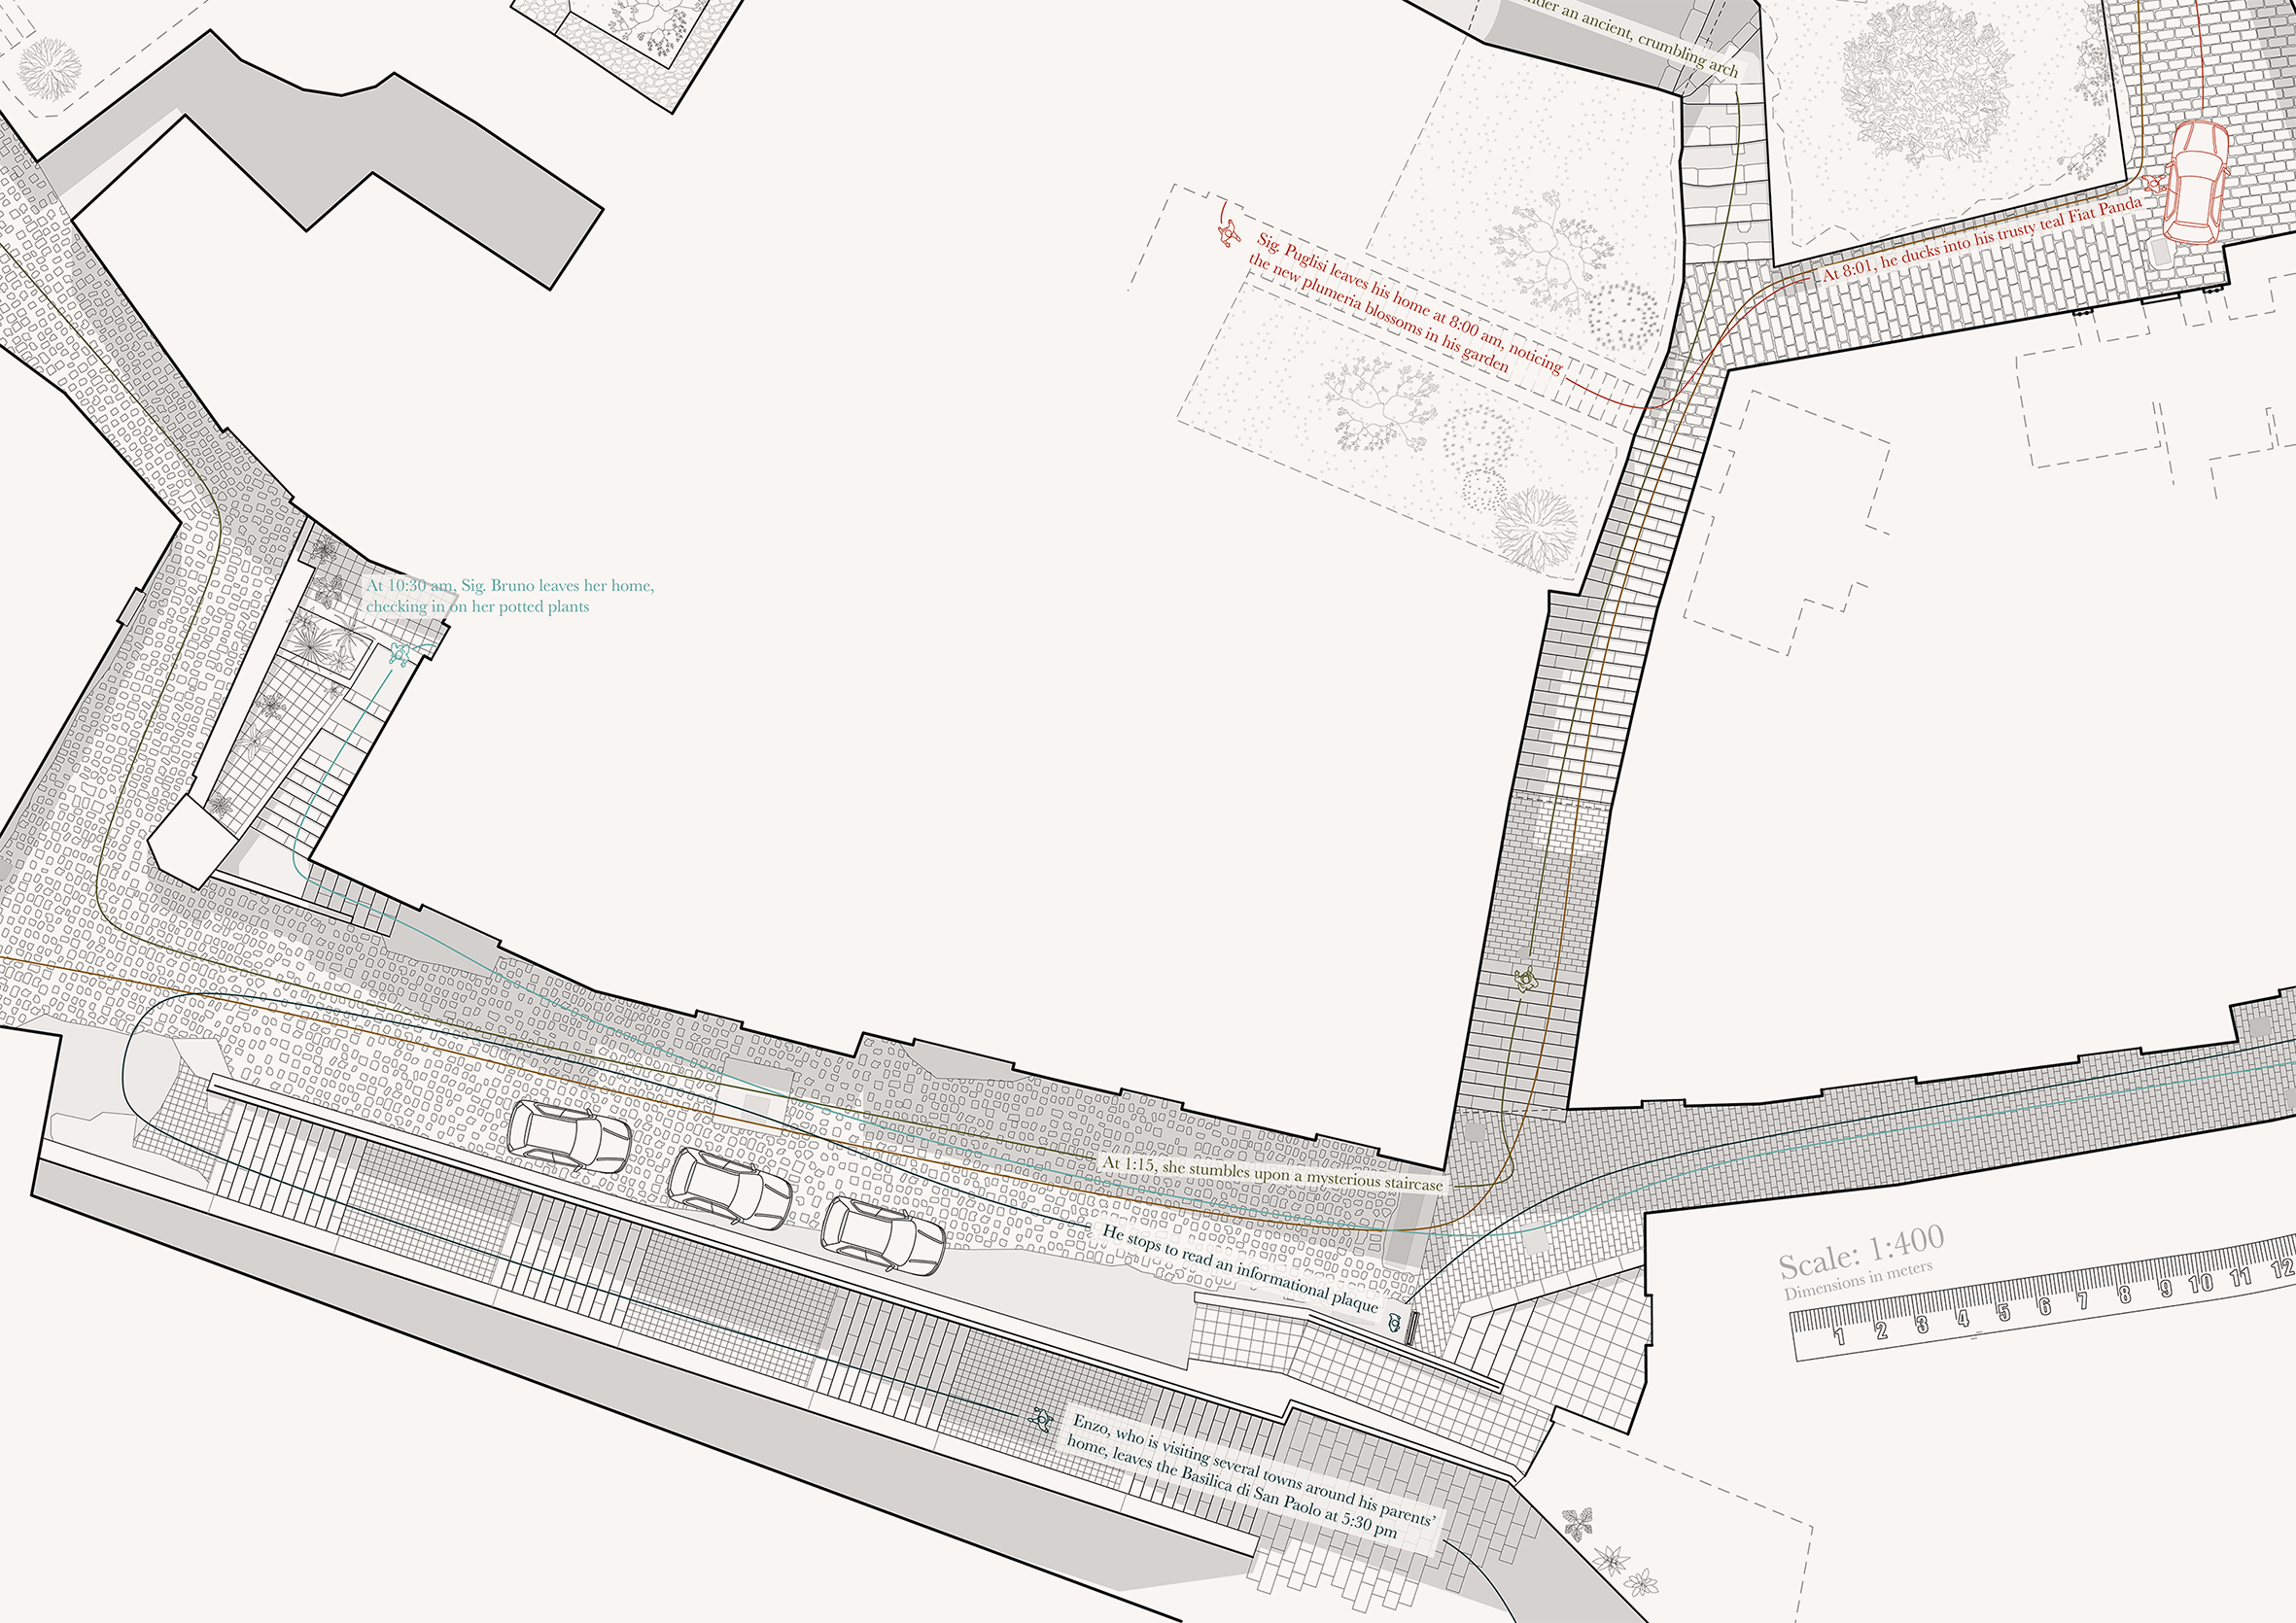 under an ancient, crumbling arch
At 8:01, he ducks into his trusty teal Fiat Panda
Sig. Puglisi leaves his home at 8:00 am, noticing
the new plumeria blossoms in his garden
At 10:30 am, Sig. Bruno leaves her home,
checking in on her potted plants
At 1:15, she stumbles upon a mysterious staircase
He stops to read an informational plaque
Scale: 1:400
Dimensions in meters
1 2 3 4 5 6 7 8 9 10 11 12
Enzo, who is visiting several towns around his parents’
home, leaves the Basilica di San Paolo at 5:30 pm